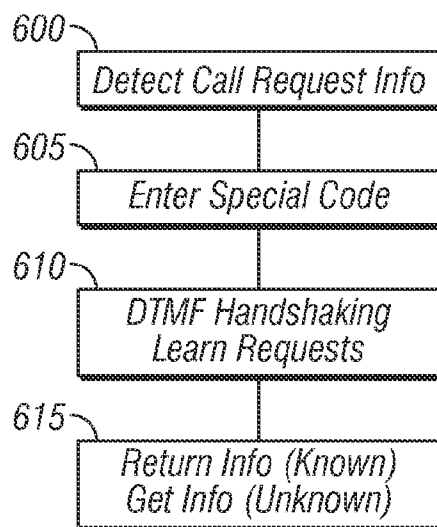 600
Detect Call Request Info
605
Enter Special Code
610
DTMF Handshaking
Learn Requests
615
Return Info (Known)
Get Info (Unknown)